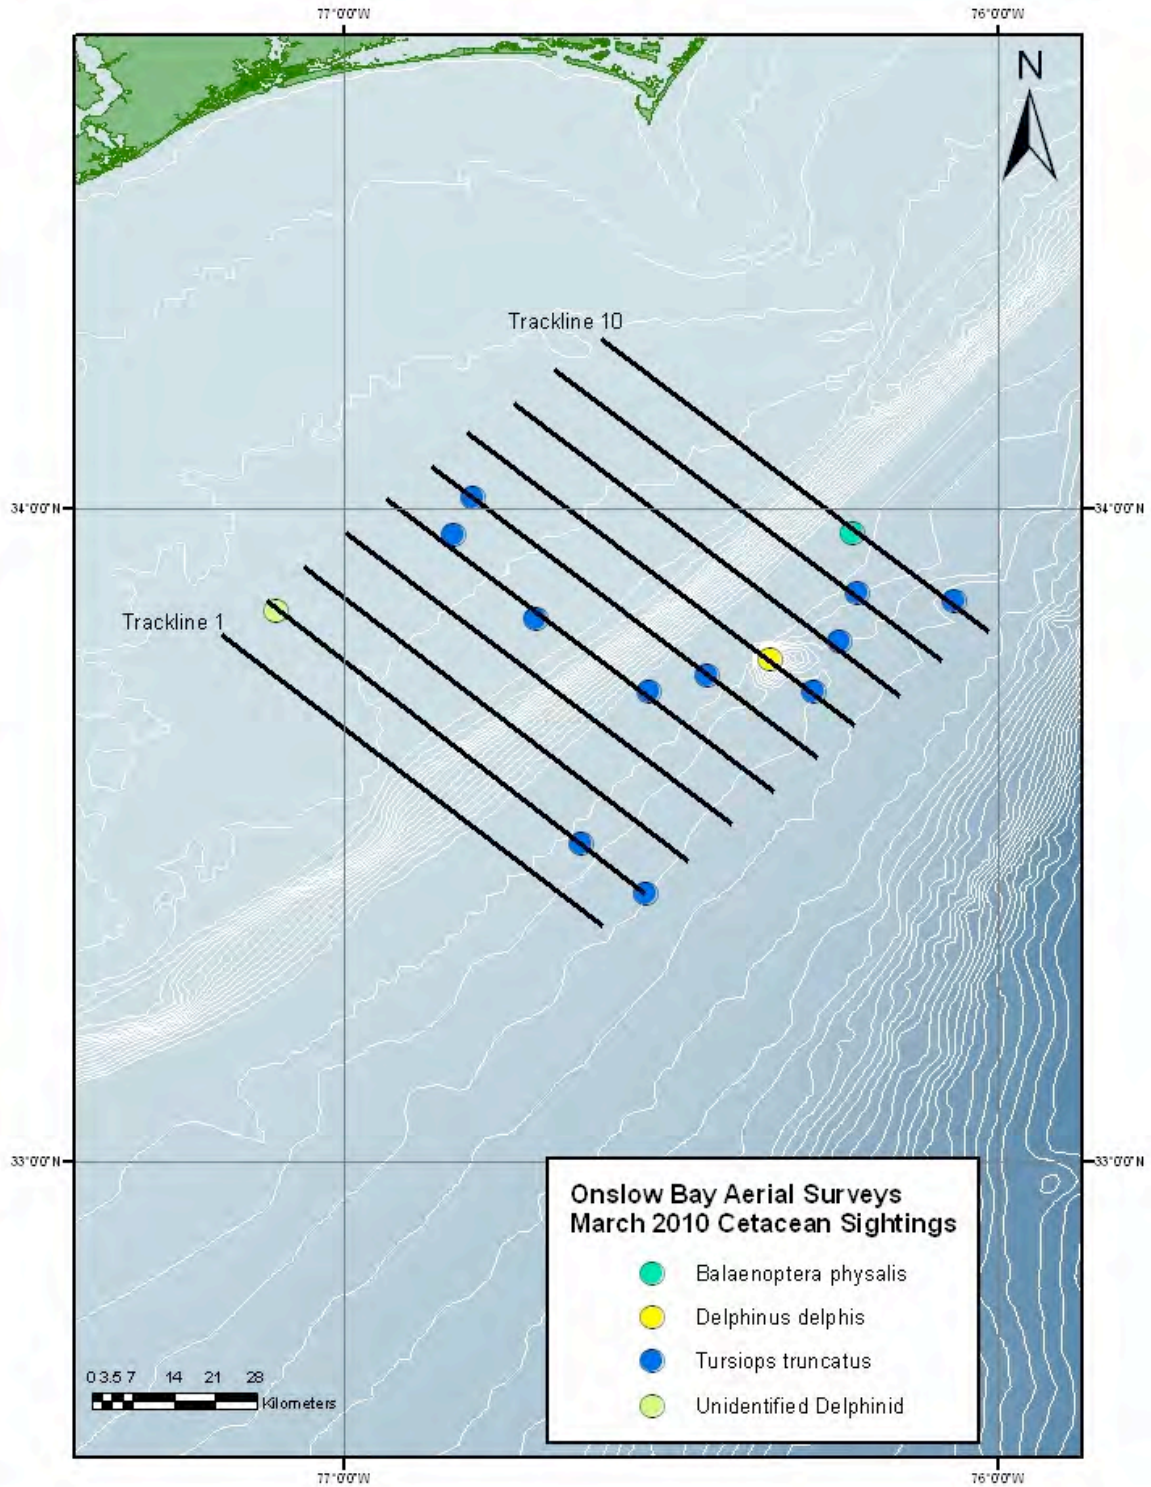 77°0'0"W 76°0'0"W
N
Trackline 10
34°0'0"N 34°0'0"N
Trackline 1
33°0'0"N 33°0'0"N
Onslow Bay Aerial Surveys
March 2010 Cetacean Sightings
Balaenoptera physalis
Delphinus delphis
Tursiops truncatus
Unidentified Delphinid
0 3.5 7 14 21 28
Kilometers
77°0'0"W 76°0'0"W